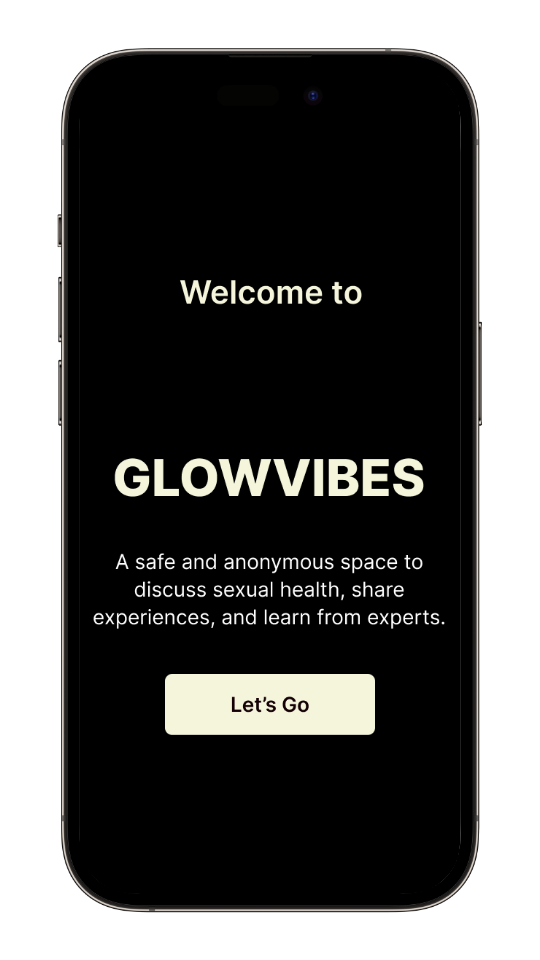 Welcome to
GLOWVIBES
A safe and anonymous space to
discuss sexual health, share
experiences, and learn from experts.
Let’s Go